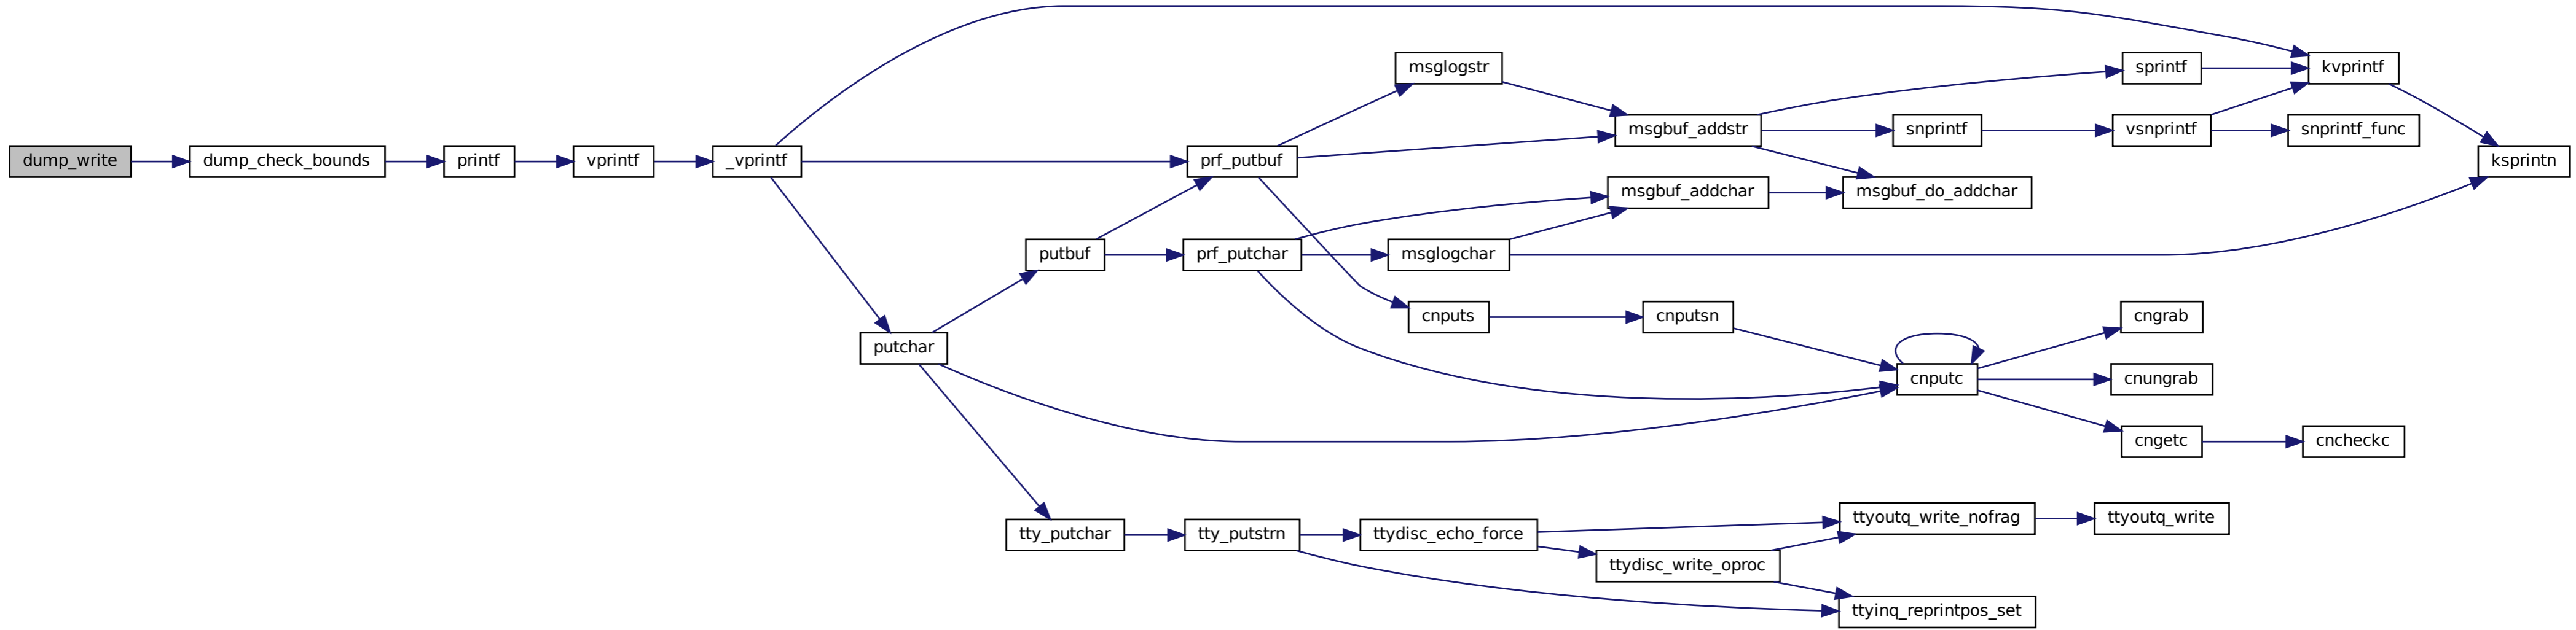 dump_write
dump_check_bounds
printf
vprintf
_vprintf
prf_putbuf
msglogstr
msgbuf_addstr
sprintf
kvprintf
snprintf
vsnprintf
snprintf_func
ksprintn
msgbuf_addchar
msgbuf_do_addchar
putbuf
prf_putchar
msglogchar
cnputs
cnputsn
cngrab
putchar
cnputc
cnungrab
cngetc
cncheckc
tty_putchar
tty_putstrn
ttydisc_echo_force
ttyoutq_write_nofrag
ttyoutq_write
ttydisc_write_oproc
ttyinq_reprintpos_set